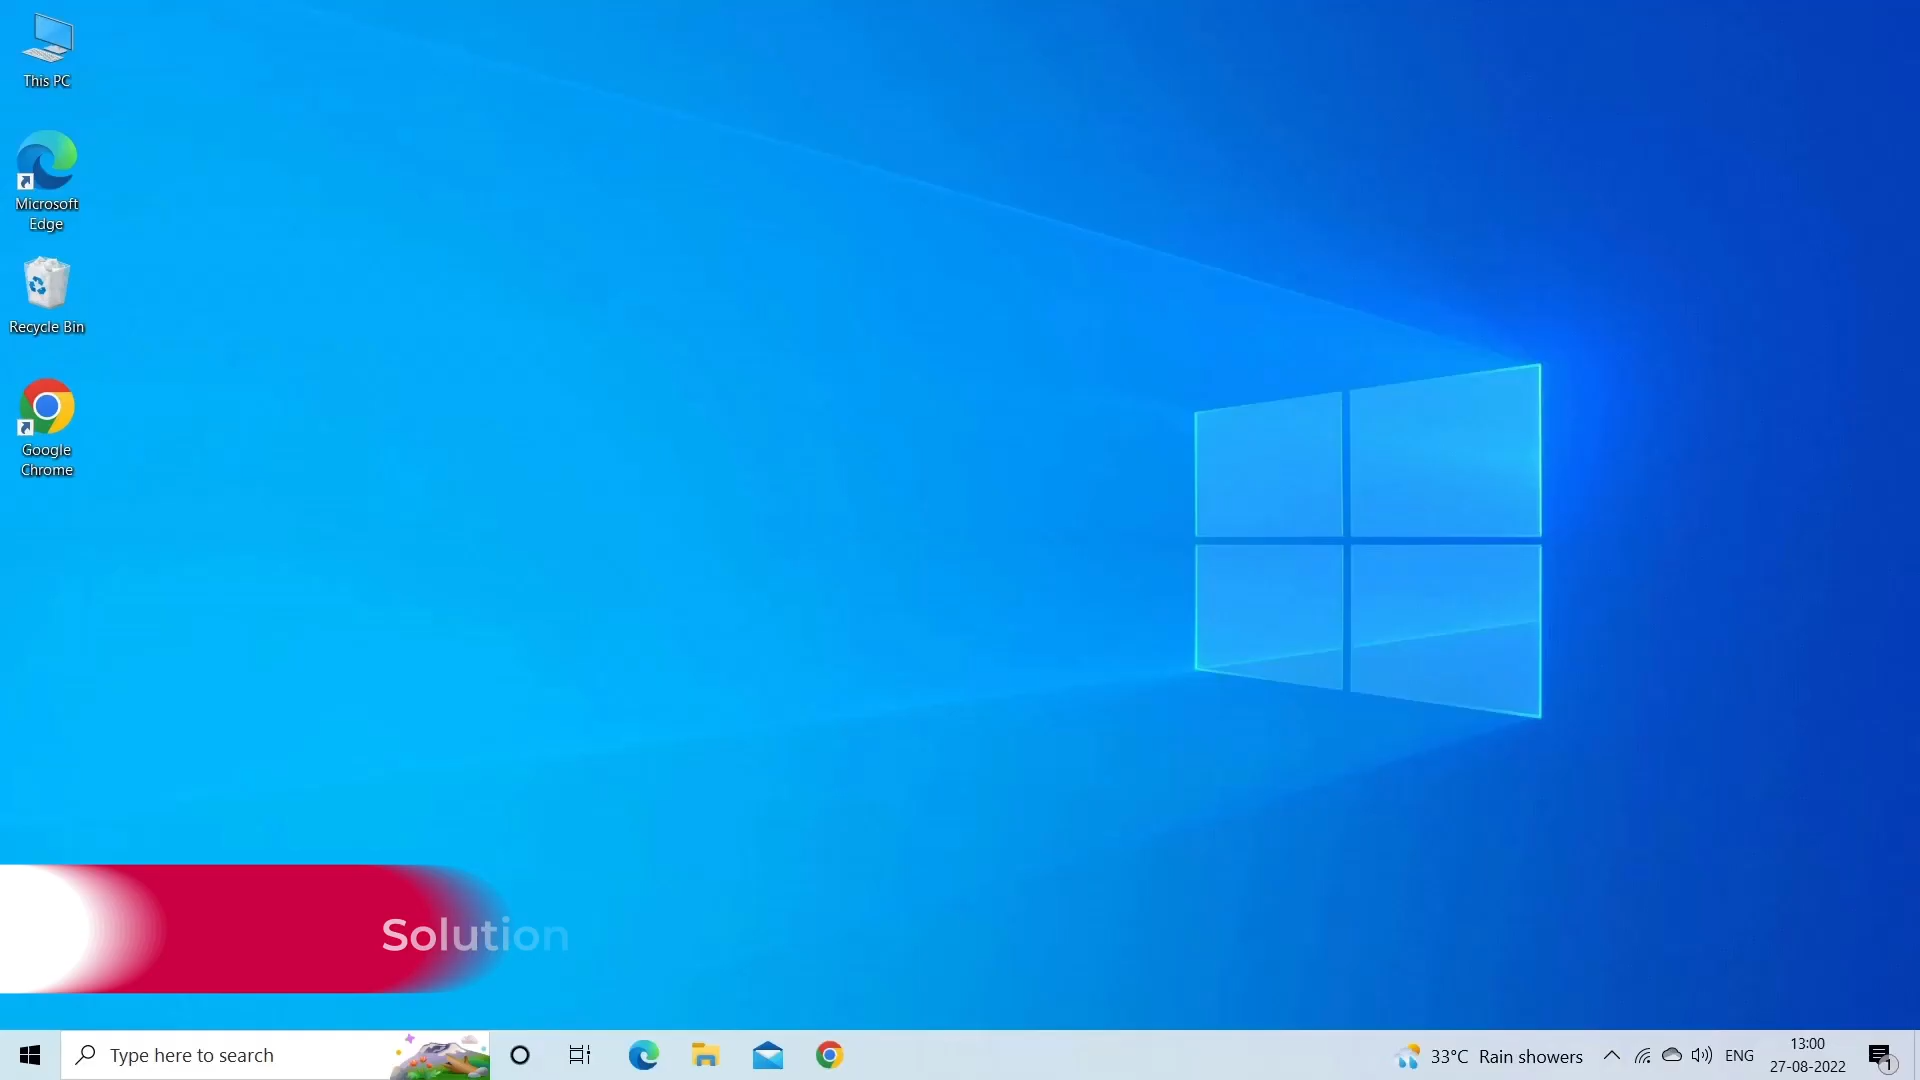 This PC
Microsoft
Edge
Recycle Bin
Google
Chrome
Solution
Type here to search
33°C Rain showers
ENG
13:00
27-08-2022
1